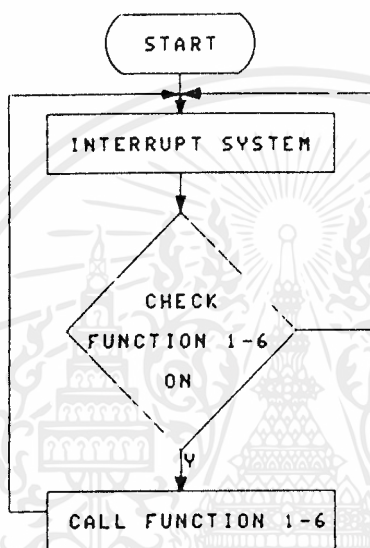 START
INTERRUPT SYSTEM
CHECK
FUNCTION 1-6
ON
Y
CALL FUNCTION 1-6